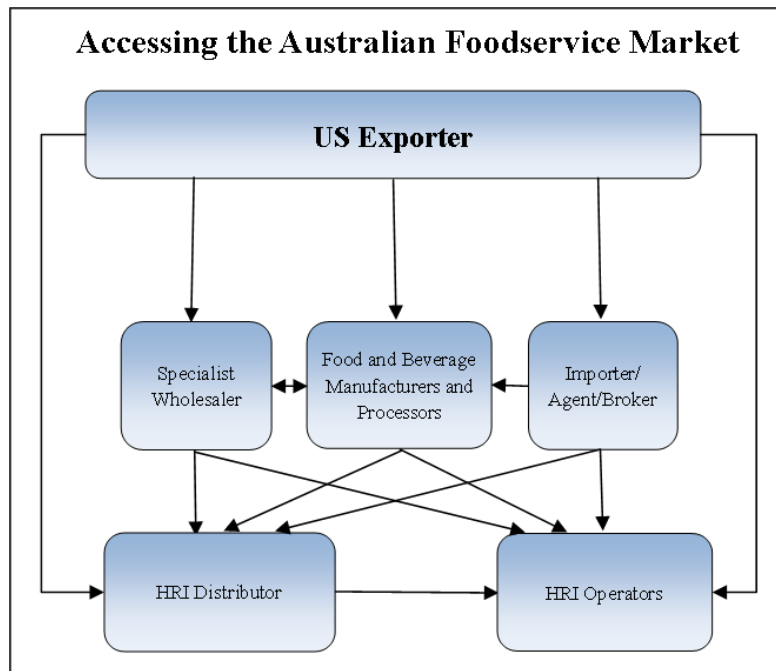 Accessing the Australian Foodservice Market
US Exporter
Specialist
Wholesaler
Food and Beverage
Manufacturers and
Processors
Importer/
Agent/Broker
HRI Distributor
HRI Operators